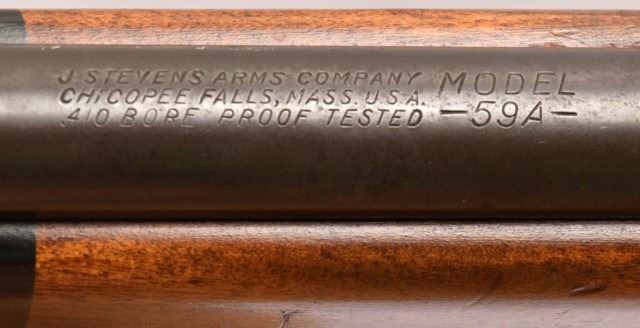 J. STEVENS ARMS COMPANY
CHICOPEE FALLS, MASS. U.S.A.
.410 BORE PROOF TESTED
MODEL
—59A—